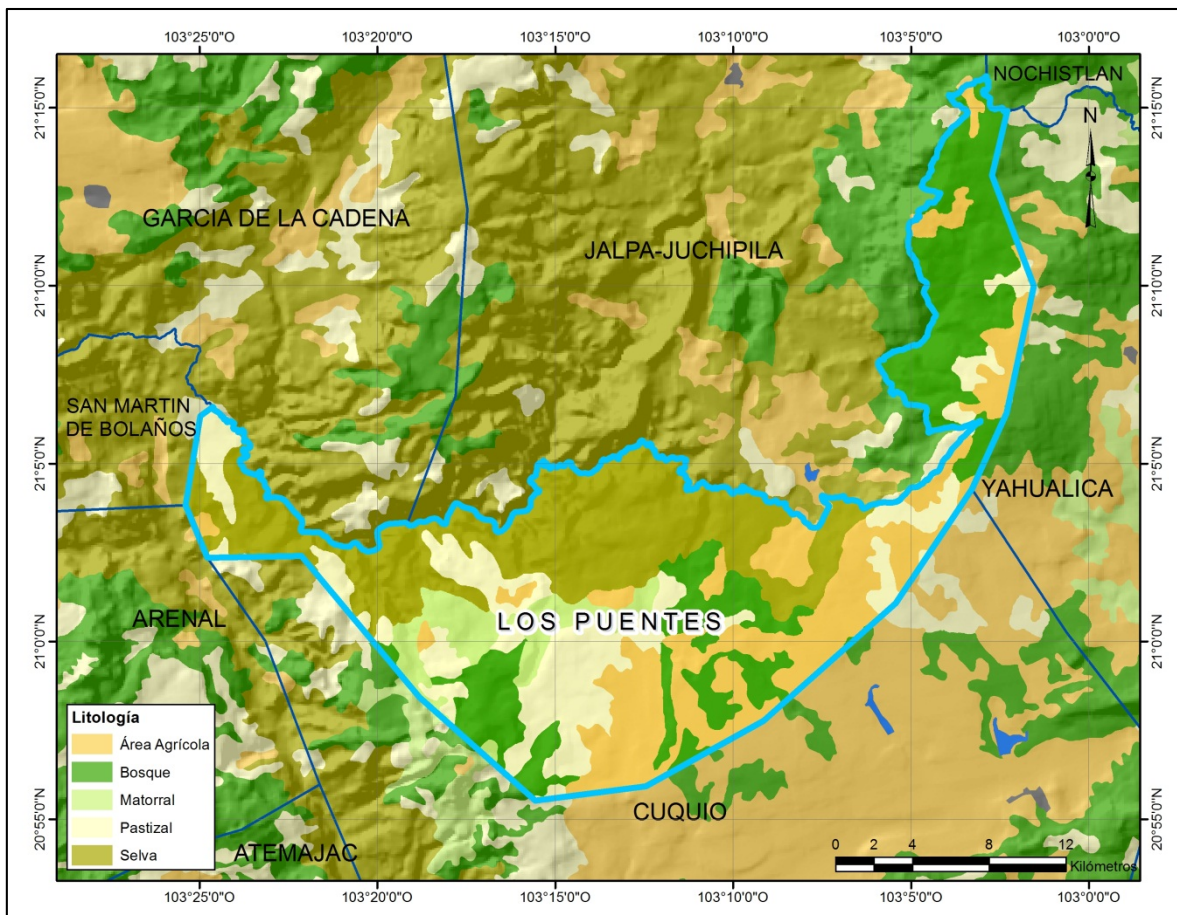 103°25'0"O 103°20'0"O 103°15'0"O 103°10'0"O 103°5'0"O 103°0'0"O
NOCHISTLAN
21°15'0"N 21°15'0"N
N
GARCIA DE LA CADENA
JALPA-JUCHIPILA
21°10'0"N 21°10'0"N
SAN MARTIN
DE BOLAÑOS
21°5'0"N 21°5'0"N
YAHUALICA
ARENAL
LOS PUENTES
21°0'0"N 21°0'0"N
Litología
Área Agrícola
Bosque
Matorral
Pastizal
Selva
CUQUIO
20°55'0"N 20°55'0"N
ATEMAJAC
0 2 4 8 12
Kilómetros
103°25'0"O 103°20'0"O 103°15'0"O 103°10'0"O 103°5'0"O 103°0'0"O